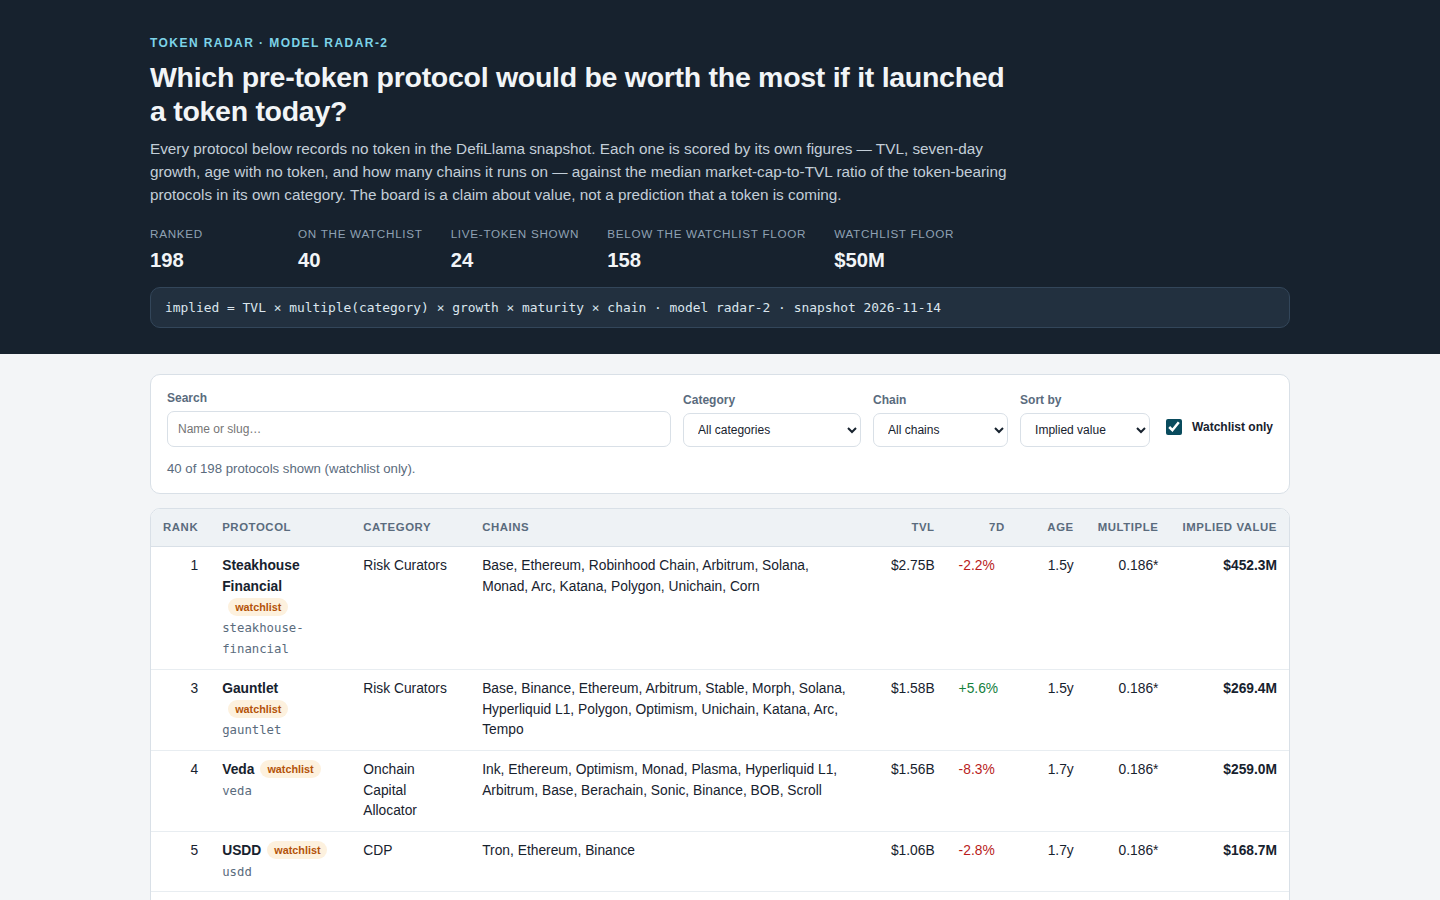 TOKEN RADAR · MODEL RADAR-2
Which pre-token protocol would be worth the most if it launched
a token today?
Every protocol below records no token in the DefiLlama snapshot. Each one is scored by its own figures — TVL, seven-day
growth, age with no token, and how many chains it runs on — against the median market-cap-to-TVL ratio of the token-bearing
protocols in its own category. The board is a claim about value, not a prediction that a token is coming.
RANKED ON THE WATCHLIST LIVE-TOKEN SHOWN BELOW THE WATCHLIST FLOOR WATCHLIST FLOOR
198 40 24 158 $50M
implied = TVL × multiple(category) × growth × maturity × chain · model radar-2 · snapshot 2026-11-14
Search Category Chain Sort by
Name or slug… All categories All chains Implied value Watchlist only
40 of 198 protocols shown (watchlist only).
RANK PROTOCOL CATEGORY CHAINS TVL 7D AGE MULTIPLE IMPLIED VALUE
1 Steakhouse Risk Curators Base, Ethereum, Robinhood Chain, Arbitrum, Solana, $2.75B -2.2% 1.5y 0.186* $452.3M
Financial Monad, Arc, Katana, Polygon, Unichain, Corn
watchlist
steakhouse-
financial
3 Gauntlet Risk Curators Base, Binance, Ethereum, Arbitrum, Stable, Morph, Solana, $1.58B +5.6% 1.5y 0.186* $269.4M
watchlist Hyperliquid L1, Polygon, Optimism, Unichain, Katana, Arc,
gauntlet Tempo
4 Veda watchlist Onchain Ink, Ethereum, Optimism, Monad, Plasma, Hyperliquid L1, $1.56B -8.3% 1.7y 0.186* $259.0M
veda Capital Arbitrum, Base, Berachain, Sonic, Binance, BOB, Scroll
Allocator
5 USDD watchlist CDP Tron, Ethereum, Binance $1.06B -2.8% 1.7y 0.186* $168.7M
usdd